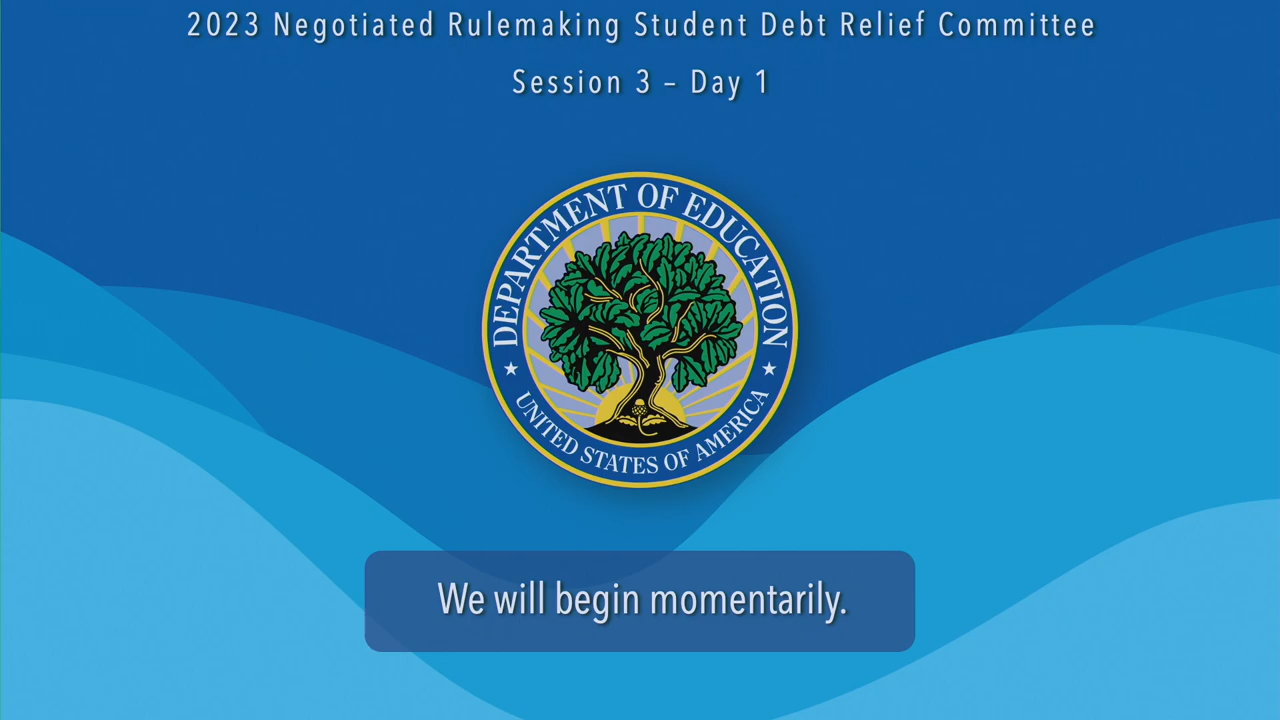 2023 Negotiated Rulemaking Student Debt Relief Committee
Session 3 – Day 1
DEPARTMENT OF EDUCATION
UNITED STATES OF AMERICA
We will begin momentarily.